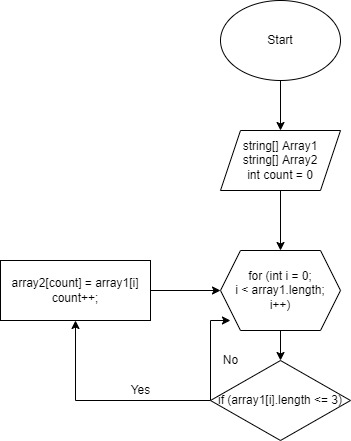 Start
string[] Array1
string[] Array2
int count = 0
for (int i = 0;
i < array1.length;
i++)
array2[count] = array1[i]
count++;
No
Yes
if (array1[i].length <= 3)